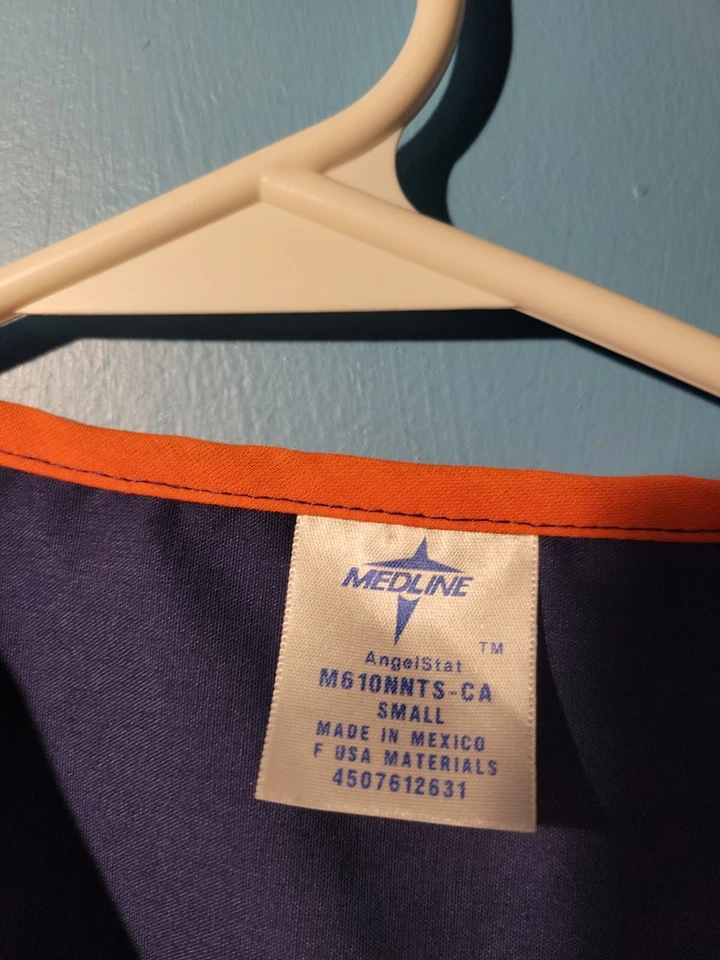 MEDLINE
TM
AngelStat
M610NNTS-CA
SMALL
MADE IN MEXICO
F USA MATERIALS
4507612631